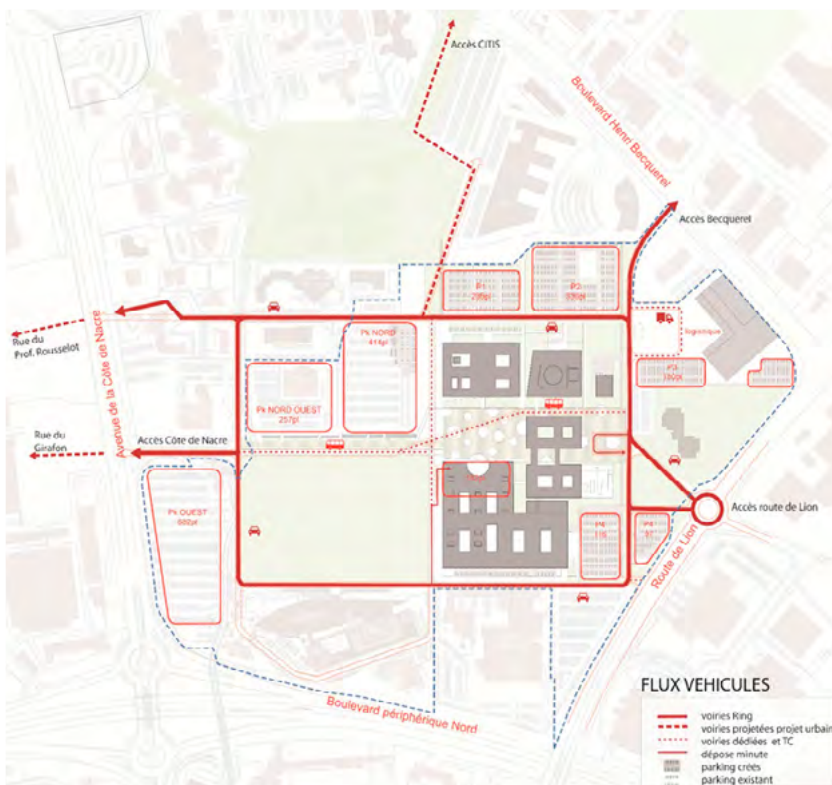 Accès CITIS
Boulevard Henri Becquerel
Accès Becquerel
P1
P2
logistique
Pk NORD
414pl
Rue du
Prof. Rousselot
Avenue de la Côte de Nacre
Pk NORD OUEST
257pl
Rue du
Girafon
Accès Côte de Nacre
Pk OUEST
Accès route de Lion
Route de Lion
Boulevard périphérique Nord
FLUX VEHICULES
voiries Ring
voiries projetées projet urbain
voiries dédiées et TC
dépose minute
parking créés
parking existant